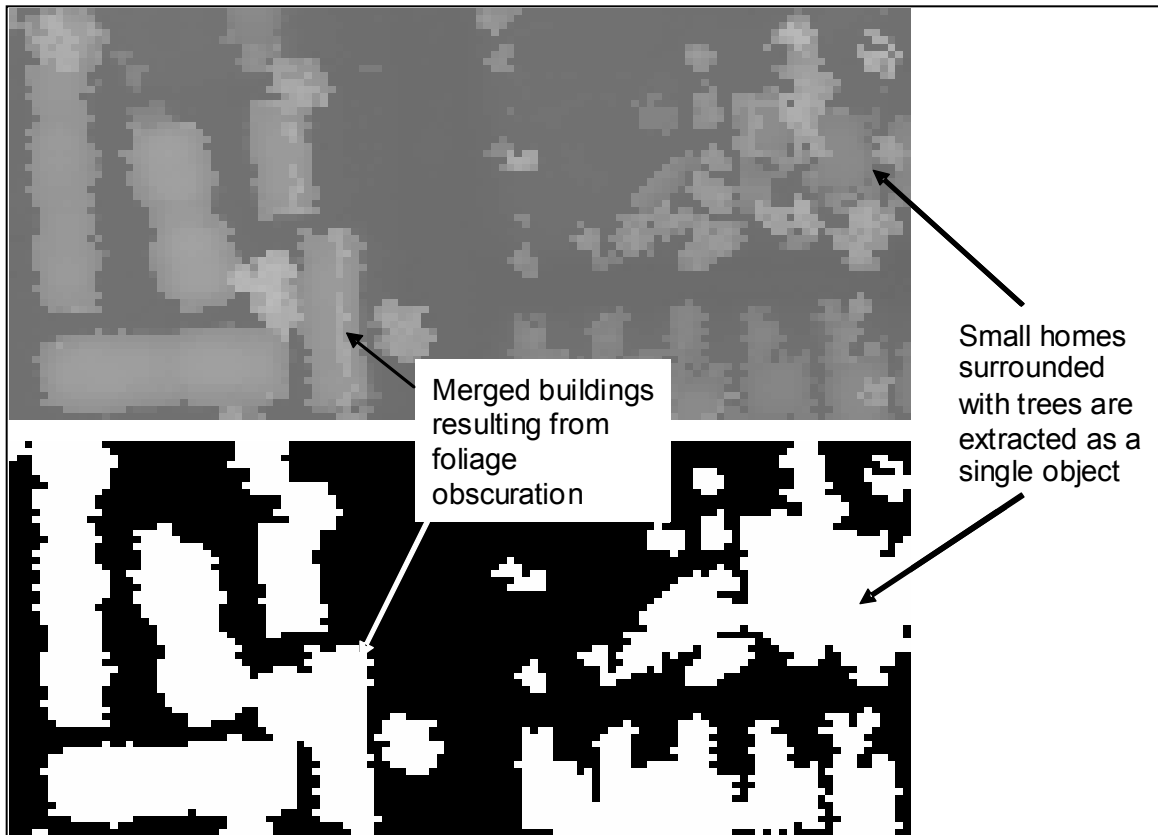 Merged buildings
resulting from
foliage
obscuration
Small homes
surrounded
with trees are
extracted as a
single object